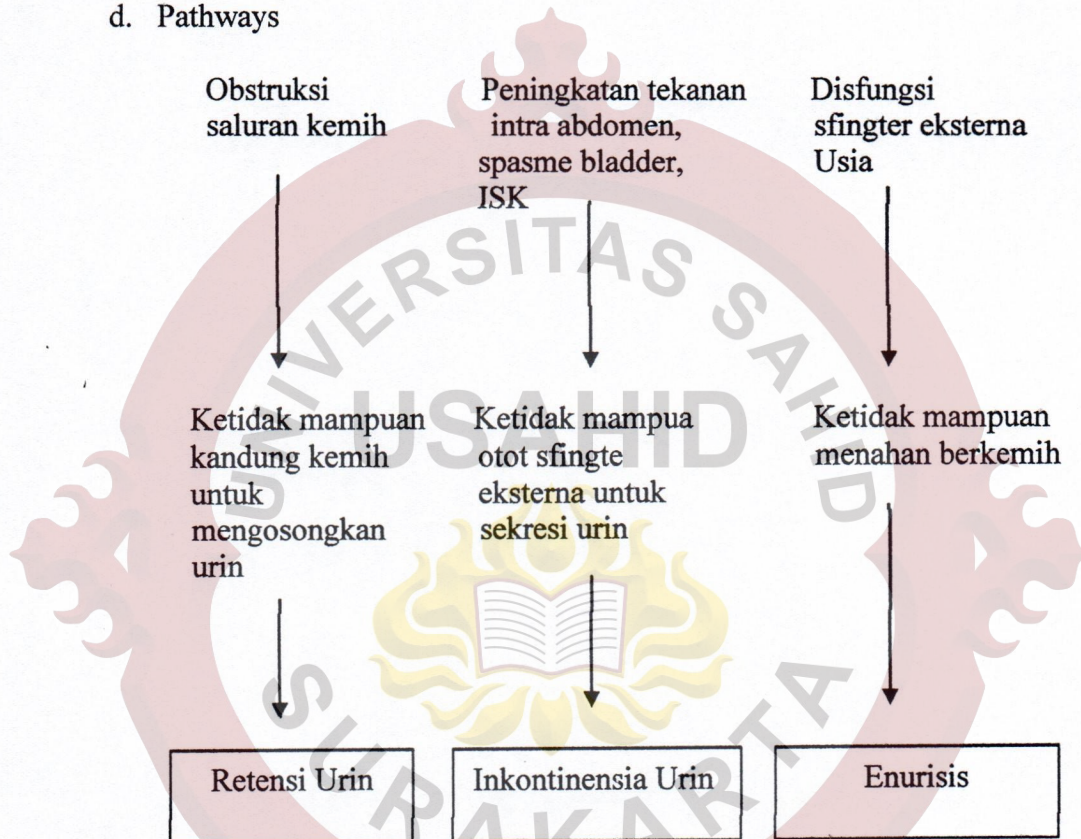 d. Pathways
Obstruksi
saluran kemih
Peningkatan tekanan
intra abdomen,
spasme bladder,
ISK
Disfungsi
sfingter eksterna
Usia
Ketidak mampuan
kandung kemih
untuk
mengosongkan
urin
Ketidak mampua
otot sfingte
eksterna untuk
sekresi urin
Ketidak mampuan
menahan berkemih
Retensi Urin
Inkontinensia Urin
Enurisis
UNIVERSITAS SAHID
USAHID
SURAKARTA